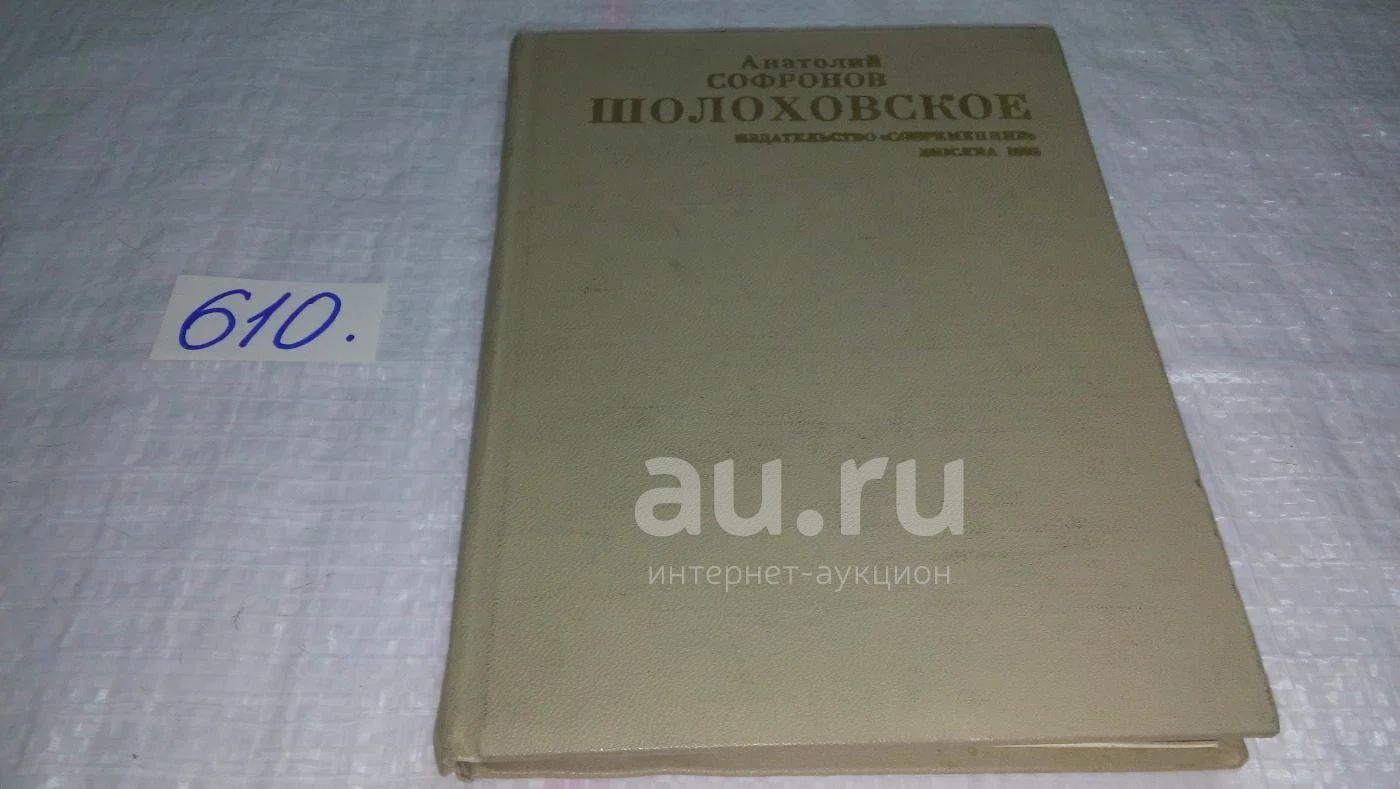 Анатолий
СОФРОНОВ
ШОЛОХОВСКОЕ
ИЗДАТЕЛЬСТВО «СОВРЕМЕННИК»
МОСКВА
610.
au.ru
интернет-аукцион